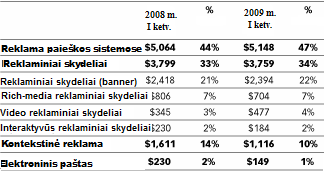 2008 m. I ketv. % 2009 m. I ketv. %
Reklama paieškos sistemose $5,064 44% $5,148 47%
Reklaminiai skydeliai $3,799 33% $3,759 34%
Reklaminiai skydeliai (banner) $2,418 21% $2,394 22%
Rich-media reklaminiai skydeliai $806 7% $704 7%
Video reklaminiai skydeliai $345 3% $477 4%
Interaktyvūs reklaminiai skydeliai $230 2% $184 2%
Kontekstinė reklama $1,611 14% $1,116 10%
Elektroninis paštas $230 2% $149 1%